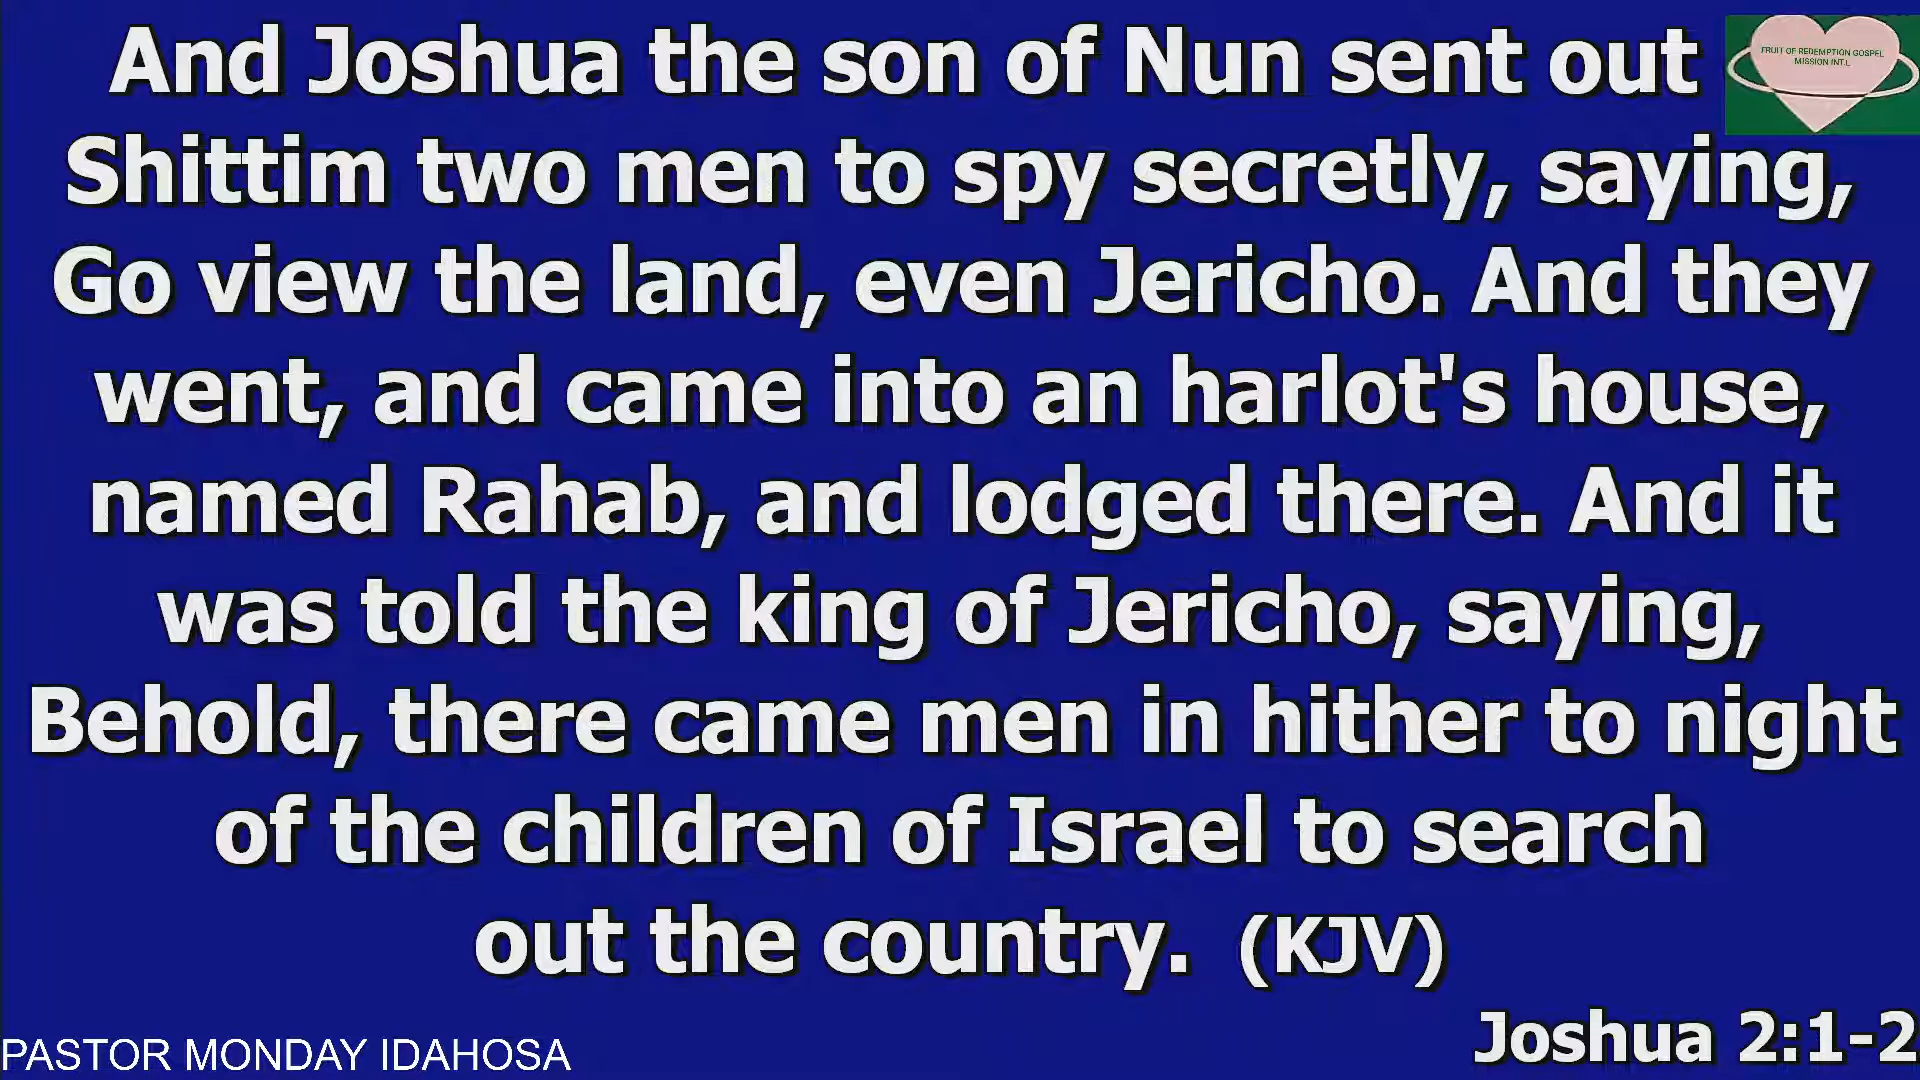 And Joshua the son of Nun sent out
FRUIT OF REDEMPTION GOSPEL
MISSION INT.L
Shittim two men to spy secretly, saying,
Go view the land, even Jericho. And they
went, and came into an harlot's house,
named Rahab, and lodged there. And it
was told the king of Jericho, saying,
Behold, there came men in hither to night
of the children of Israel to search
out the country. (KJV)
Joshua 2:1-2
PASTOR MONDAY IDAHOSA